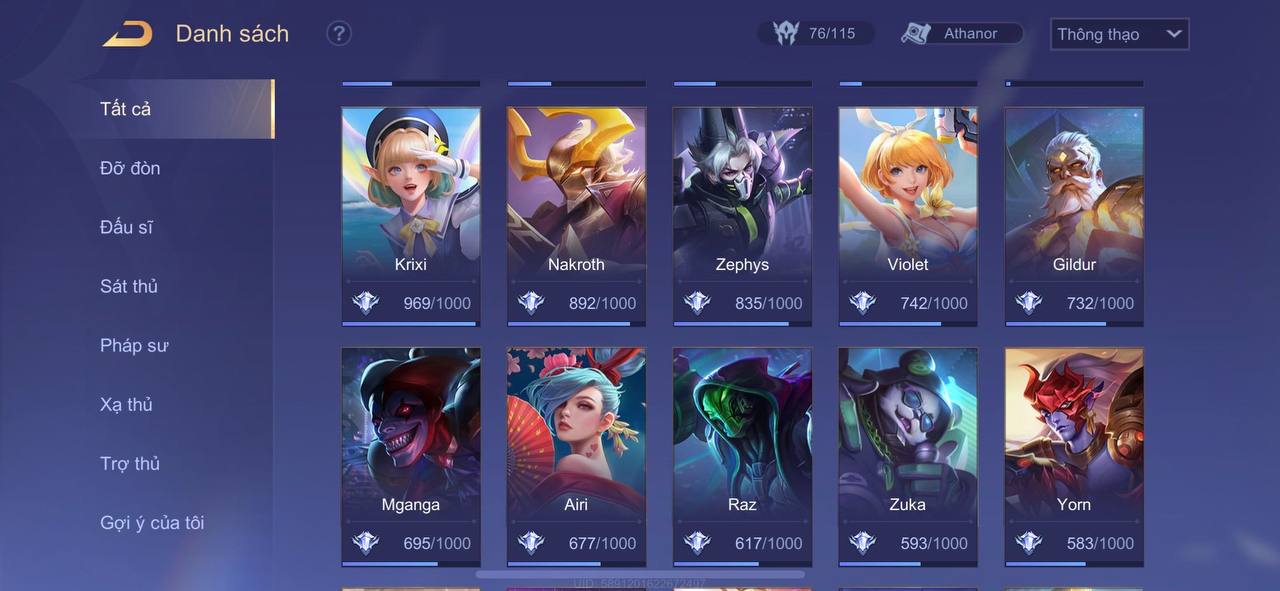 Danh sách
?
76/115
Athanor
Thông thạo
Tất cả
Đỡ đòn
Đấu sĩ
Sát thủ
Pháp sư
Xạ thủ
Trợ thủ
Gợi ý của tôi
Krixi
Nakroth
Zephys
Violet
Gildur
969/1000
892/1000
835/1000
742/1000
732/1000
Mganga
Airi
Raz
Zuka
Yorn
695/1000
677/1000
617/1000
593/1000
583/1000